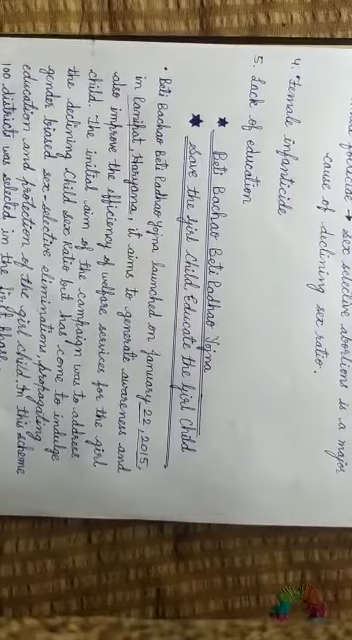 foeticide → sex selective abortions is a major
cause of declining sex ratio.
4. Female infanticide
5. Lack of education
★ Beti Bachao Beti Padhao Yojna
★ Save the Girl Child Educate the Girl Child
• Beti Bachao Beti Padhao Yojna launched on January 22, 2015,
in Panipat, Haryana, it aims to generate awareness and
also improve the efficiency of welfare services for the girl
child. The initial aim of the campaign was to address
the declining child sex ratio but has come to indulge
gender biased sex-selective eliminations, propagating
education and protection of the girl child. In this scheme
100 districts was selected in the first phase.